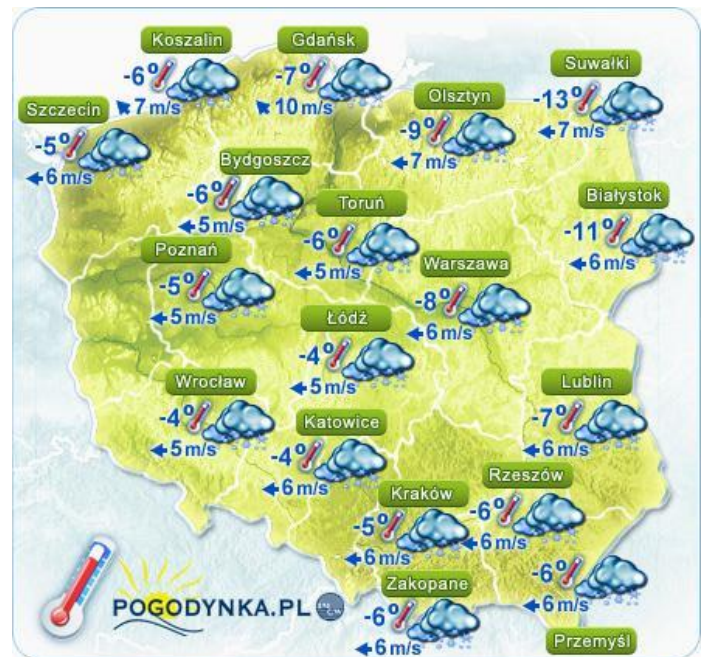 Koszalin
-6°
7 m/s
Gdańsk
-7°
10 m/s
Suwałki
-13°
7 m/s
Szczecin
-5°
6 m/s
Olsztyn
-9°
7 m/s
Bydgoszcz
-6°
5 m/s
Toruń
-6°
5 m/s
Białystok
-11°
6 m/s
Poznań
-5°
5 m/s
Warszawa
-8°
6 m/s
Łódź
-4°
5 m/s
Wrocław
-4°
5 m/s
Katowice
-4°
6 m/s
Lublin
-7°
6 m/s
Kraków
-5°
6 m/s
Rzeszów
-6°
6 m/s
Zakopane
-6°
6 m/s
-6°
6 m/s
Przemyśl
POGODYNKA.PL